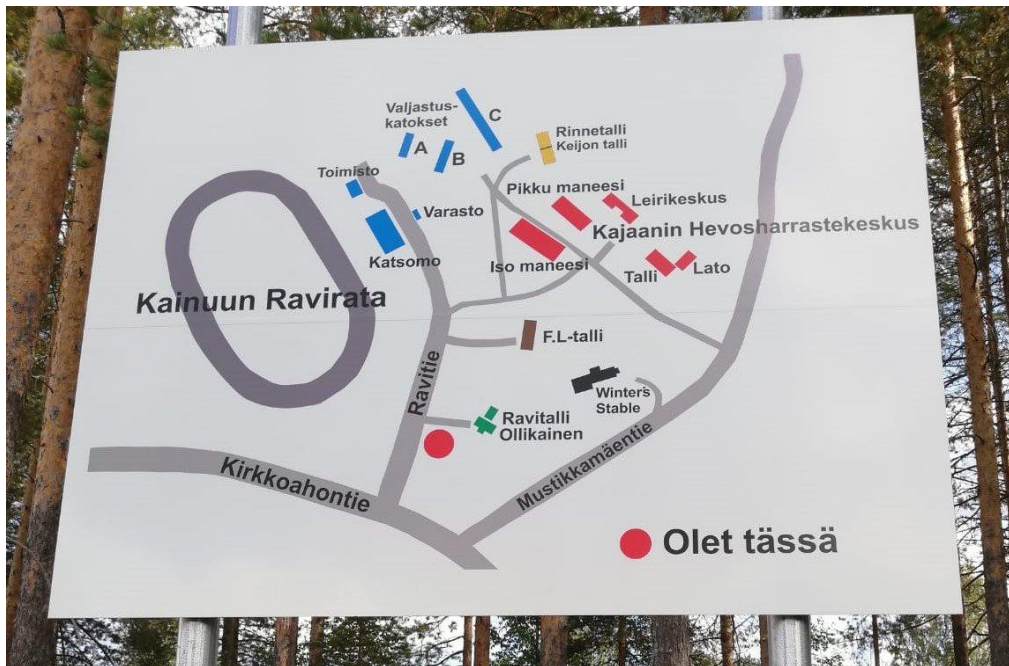 Valjastus-
katokset
A
B
C
Rinnetalli
Keijon talli
Toimisto
Varasto
Katsomo
Pikku maneesi
Leirikeskus
Kajaanin Hevosharrastekeskus
Iso maneesi
Talli
Lato
Kainuun Ravirata
F.L-talli
Ravitie
Winters
Stable
Ravitalli
Ollikainen
Kirkkoahontie
Mustikkamäentie
Olet tässä